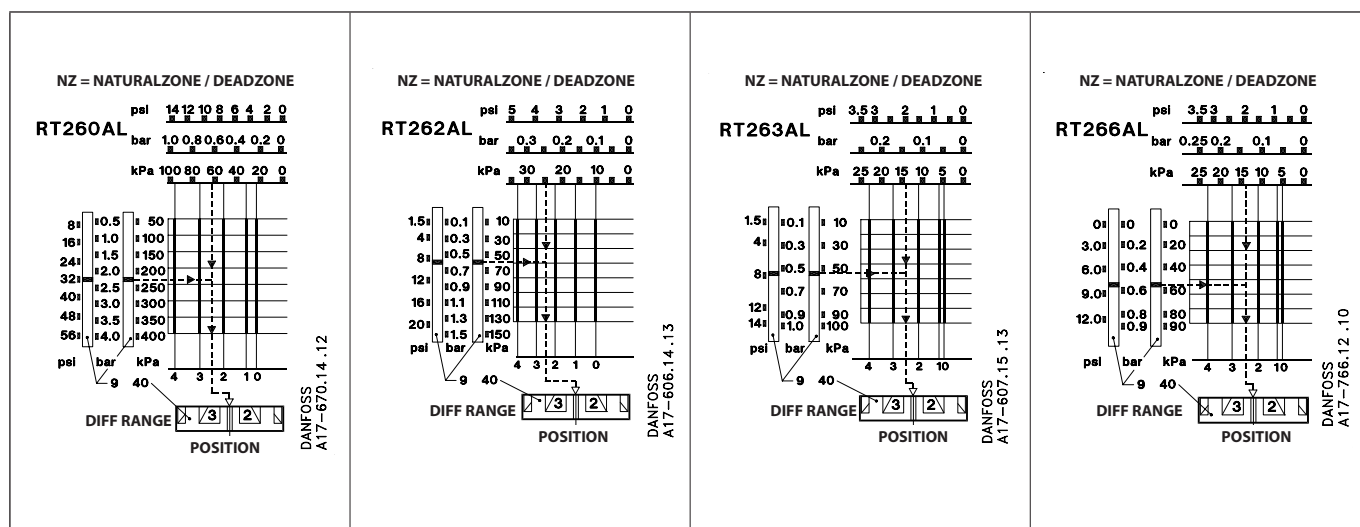 NZ = NATURALZONE / DEADZONE
psi 14 12 10 8 6 4 2 0
RT260AL
bar 1.0 0.8 0.6 0.4 0.2 0
kPa 100 80 60 40 20 0
8 0.5 50
16 1.0 100
24 1.5 150
32 2.0 200
40 2.5 250
48 3.0 300
56 3.5 350
4.0 400
psi bar kPa
4 3 2 1 0
9 40
DIFF RANGE 3 2
POSITION
DANFOSS
A17-670.14.12
NZ = NATURALZONE / DEADZONE
psi 5 4 3 2 1 0
RT262AL
bar 0.3 0.2 0.1 0
kPa 30 20 10 0
1.5 0.1 10
4 0.3 30
8 0.5 50
0.7 70
12 0.9 90
16 1.1 110
20 1.3 130
1.5 150
psi bar kPa
4 3 2 1 0
9 40
DIFF RANGE 3 2
POSITION
DANFOSS
A17-606.14.13
NZ = NATURALZONE / DEADZONE
psi 3.5 3 2 1 0
RT263AL
bar 0.2 0.1 0
kPa 25 20 15 10 5 0
1.5 0.1 10
4 0.3 30
8 0.5 50
0.7 70
12 0.9 90
14 1.0 100
psi bar kPa
4 3 2 10
9 40
DIFF RANGE 3 2
POSITION
DANFOSS
A17-607.15.13
NZ = NATURALZONE / DEADZONE
psi 3.5 3 2 1 0
RT266AL
bar 0.25 0.2 0.1 0
kPa 25 20 15 10 5 0
0 0 0
3.0 0.2 20
6.0 0.4 40
9.0 0.6 60
12.0 0.8 80
0.9 90
psi bar kPa
4 3 2 10
9 40
DIFF RANGE 3 2
POSITION
DANFOSS
A17-766.12.10